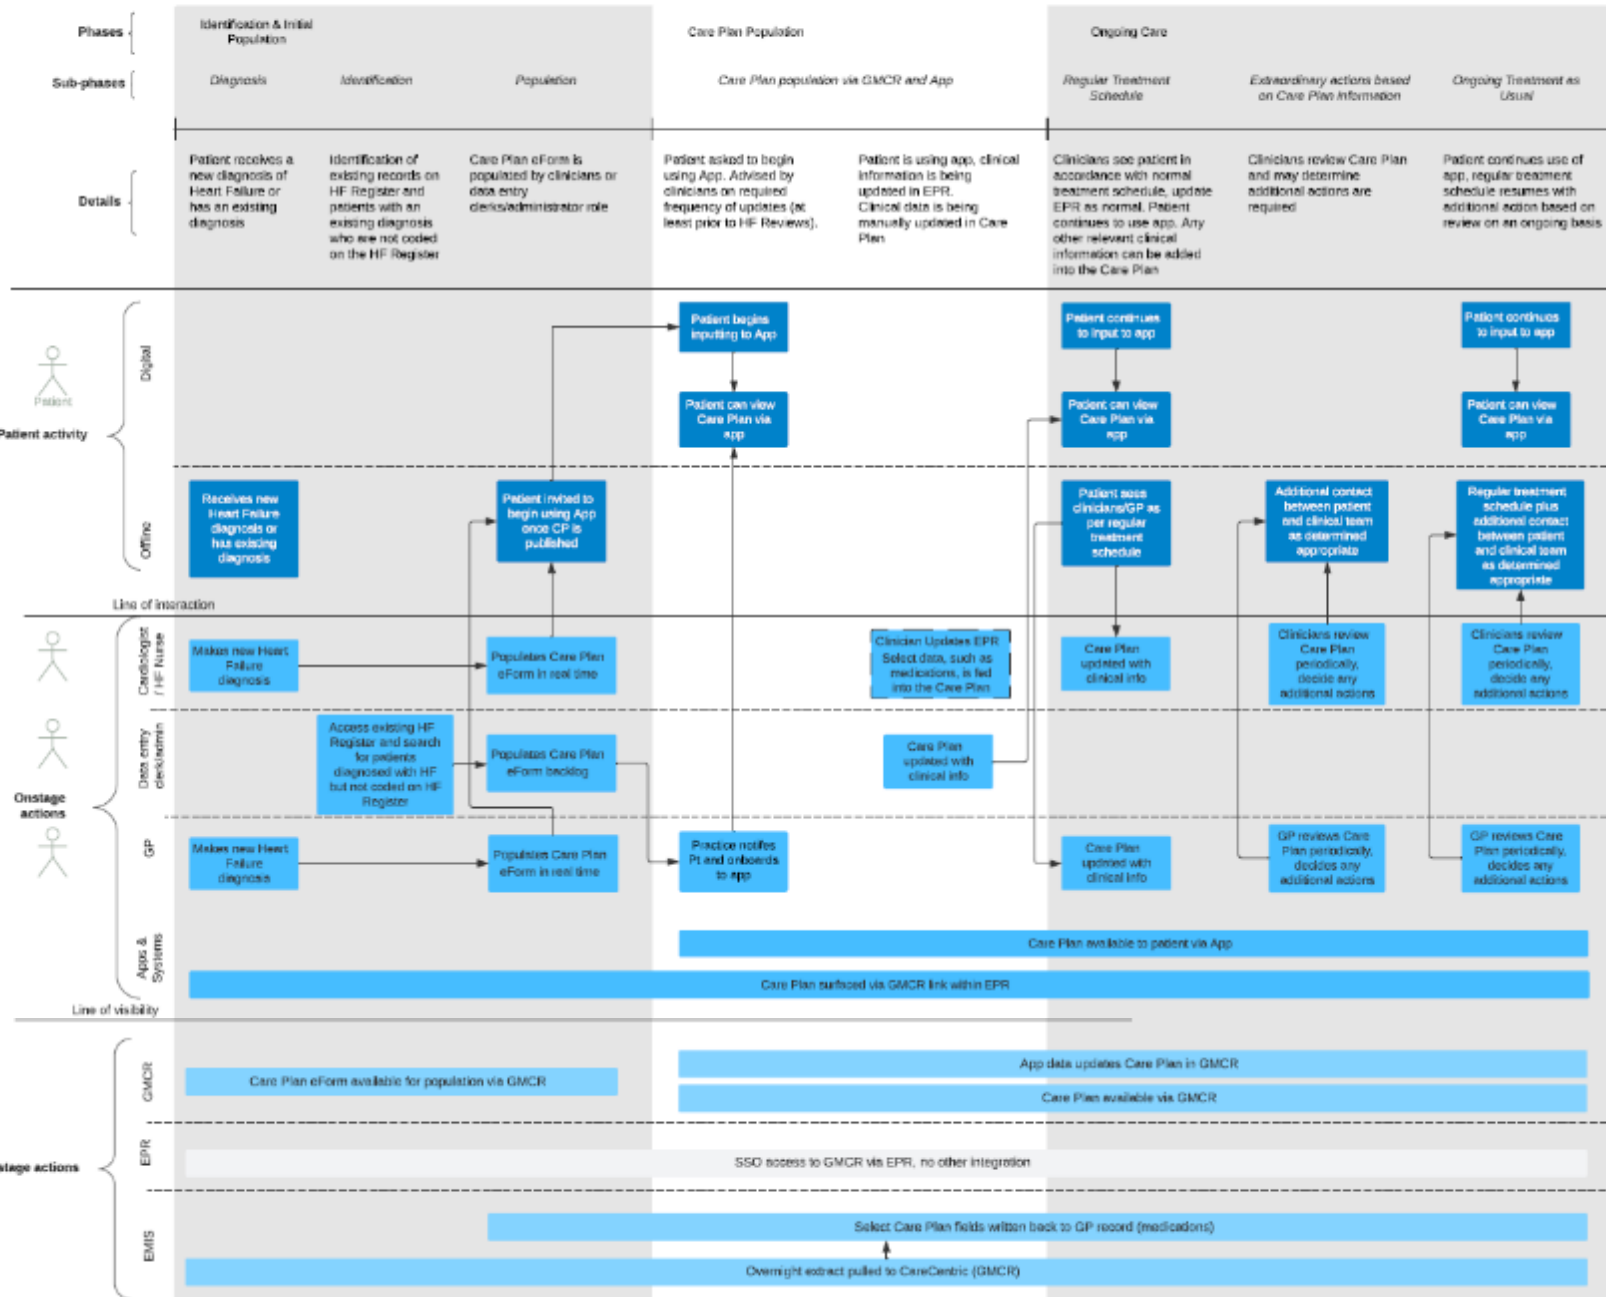 Phases
Identification & Initial
Population
Care Plan Population
Ongoing Care
Sub-phases
Diagnosis
Identification
Population
Care Plan population via GMCR and App
Regular Treatment
Schedule
Extraordinary actions based
on Care Plan Information
Ongoing Treatment as
Usual
Details
Patient receives a
new diagnosis of
Heart Failure or
has an existing
diagnosis
Identification of
existing records on
HF Register and
patients with an
existing diagnosis
who are not coded
on the HF Register
Care Plan eForm is
populated by clinicians or
data entry
clerks/administrator role
Patient asked to begin
using App. Advised by
clinicians on required
frequency of updates (at
least prior to HF Reviews).
Patient is using app, clinical
information is being
updated in EPR.
Clinical data is being
manually updated in Care
Plan
Clinicians see patient in
accordance with normal
treatment schedule, update
EPR as normal. Patient
continues to use app. Any
other relevant clinical
information can be added
into the Care Plan
Clinicians review Care Plan
and may determine
additional actions are
required
Patient continues use of
app, regular treatment
schedule resumes with
additional action based on
review on an ongoing basis
Patient
Patient activity
Digital
Patient begins
inputting to App
Patient continues
to input to app
Patient continues
to input to app
Patient can view
Care Plan via
app
Patient can view
Care Plan via
app
Patient can view
Care Plan via
app
Offline
Receives new
Heart Failure
diagnosis or
has existing
diagnosis
Patient invited to
begin using App
once CP is
published
Patient sees
clinicians/GP as
per regular
treatment
schedule
Additional contact
between patient
and clinical team
as determined
appropriate
Regular treatment
schedule plus
additional contact
between patient
and clinical team
as determined
appropriate
Line of interaction
Onstage
actions
Cardiologist
/ HF Nurse
Makes new Heart
Failure
diagnosis
Populates Care Plan
eForm in real time
Clinician Updates EPR
Select data, such as
medications, is fed
into the Care Plan
Care Plan
updated with
clinical info
Clinicians review
Care Plan
periodically,
decide any
additional actions
Clinicians review
Care Plan
periodically,
decide any
additional actions
Data entry
clerk/admin
Access existing HF
Register and search
for patients
diagnosed with HF
but not coded on HF
Register
Populates Care Plan
eForm backlog
Care Plan
updated with
clinical info
GP
Makes new Heart
Failure
diagnosis
Populates Care Plan
eForm in real time
Practice notifes
Pt and onboards
to app
Care Plan
updated with
clinical info
GP reviews Care
Plan periodically,
decides any
additional actions
GP reviews Care
Plan periodically,
decides any
additional actions
Apps &
Systems
Care Plan available to patient via App
Care Plan surfaced via GMCR link within EPR
Line of visibility
stage actions
GMCR
App data updates Care Plan in GMCR
Care Plan eForm available for population via GMCR
Care Plan available via GMCR
EPR
SSO access to GMCR via EPR, no other integration
EMIS
Select Care Plan fields written back to GP record (medications)
Overnight extract pulled to CareCentric (GMCR)